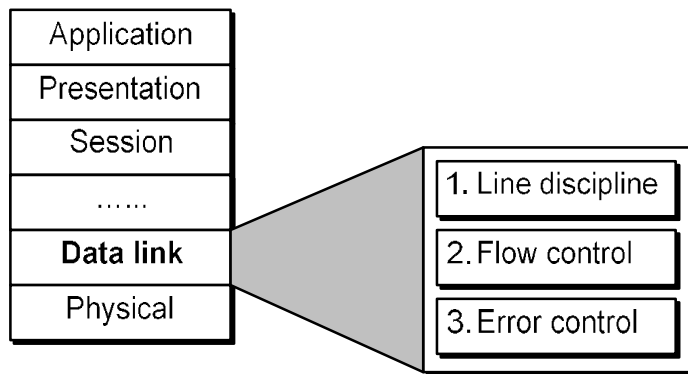 Application
Presentation
Session
…...
Data link
Physical
1. Line discipline
2. Flow control
3. Error control